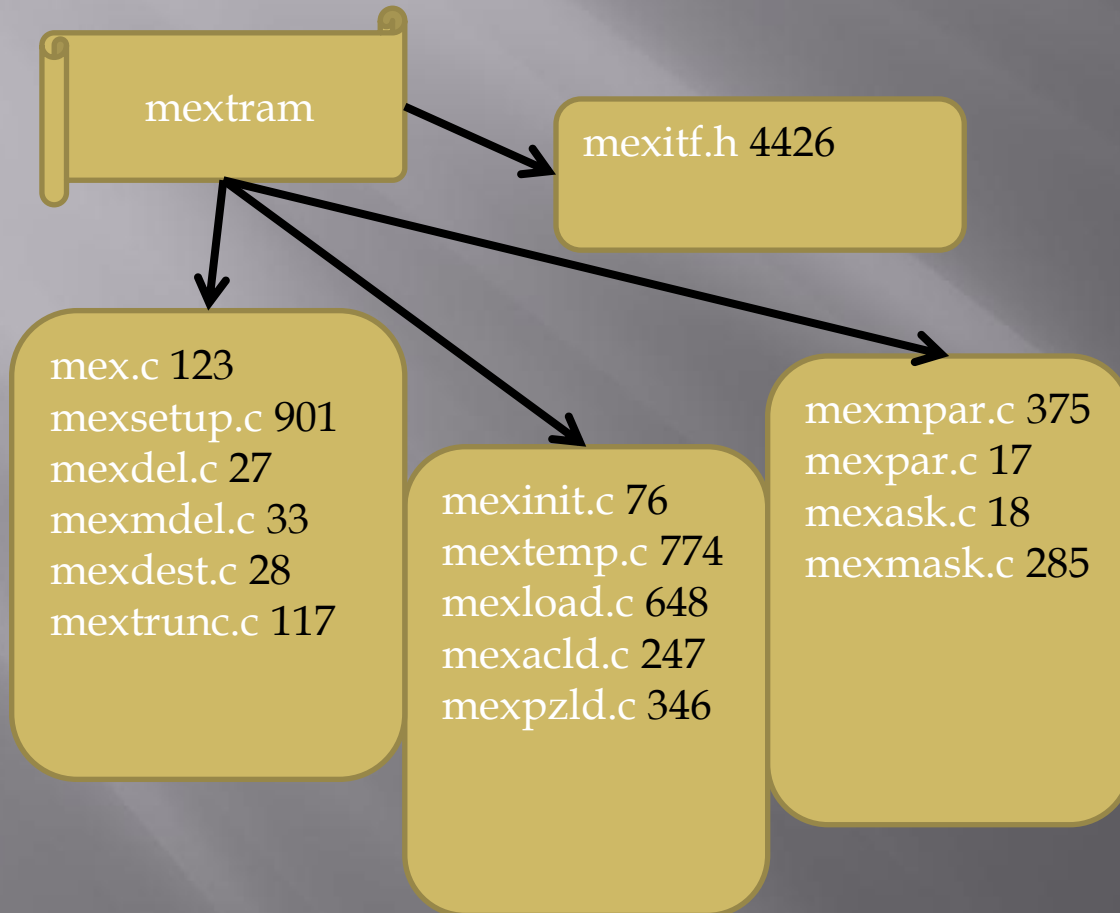 mextram
mexitf.h 4426
mex.c 123
mexsetup.c 901
mexdel.c 27
mexmdel.c 33
mexdest.c 28
mextrunc.c 117
mexinit.c 76
mextemp.c 774
mexload.c 648
mexacld.c 247
mexpzld.c 346
mexmpar.c 375
mexpar.c 17
mexask.c 18
mexmask.c 285